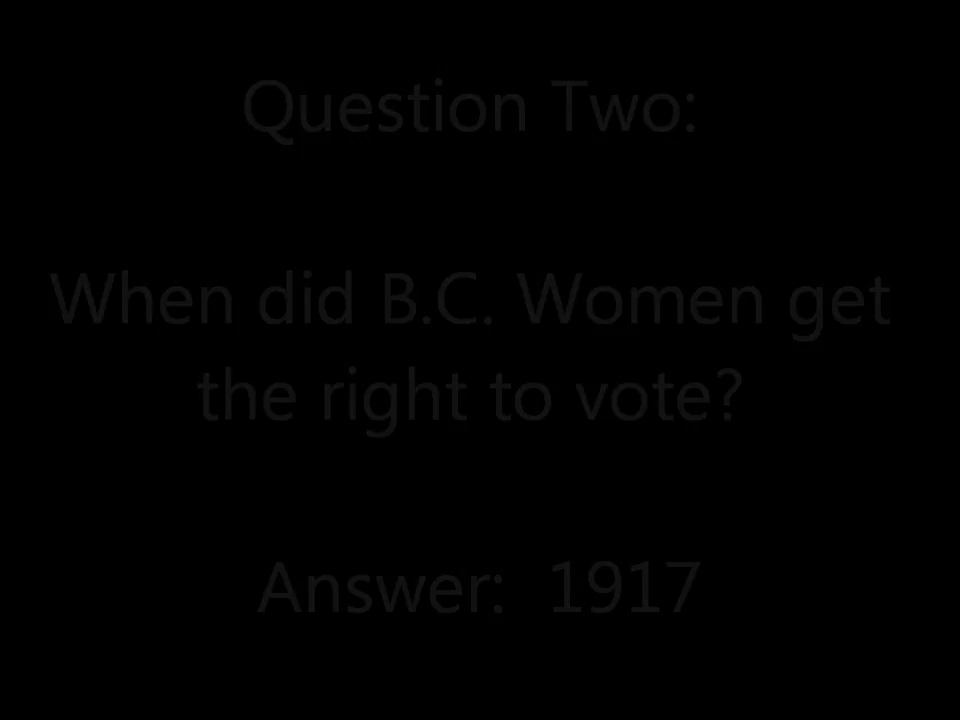 Question Two:
When did B.C. Women get
the right to vote?
Answer:  1917